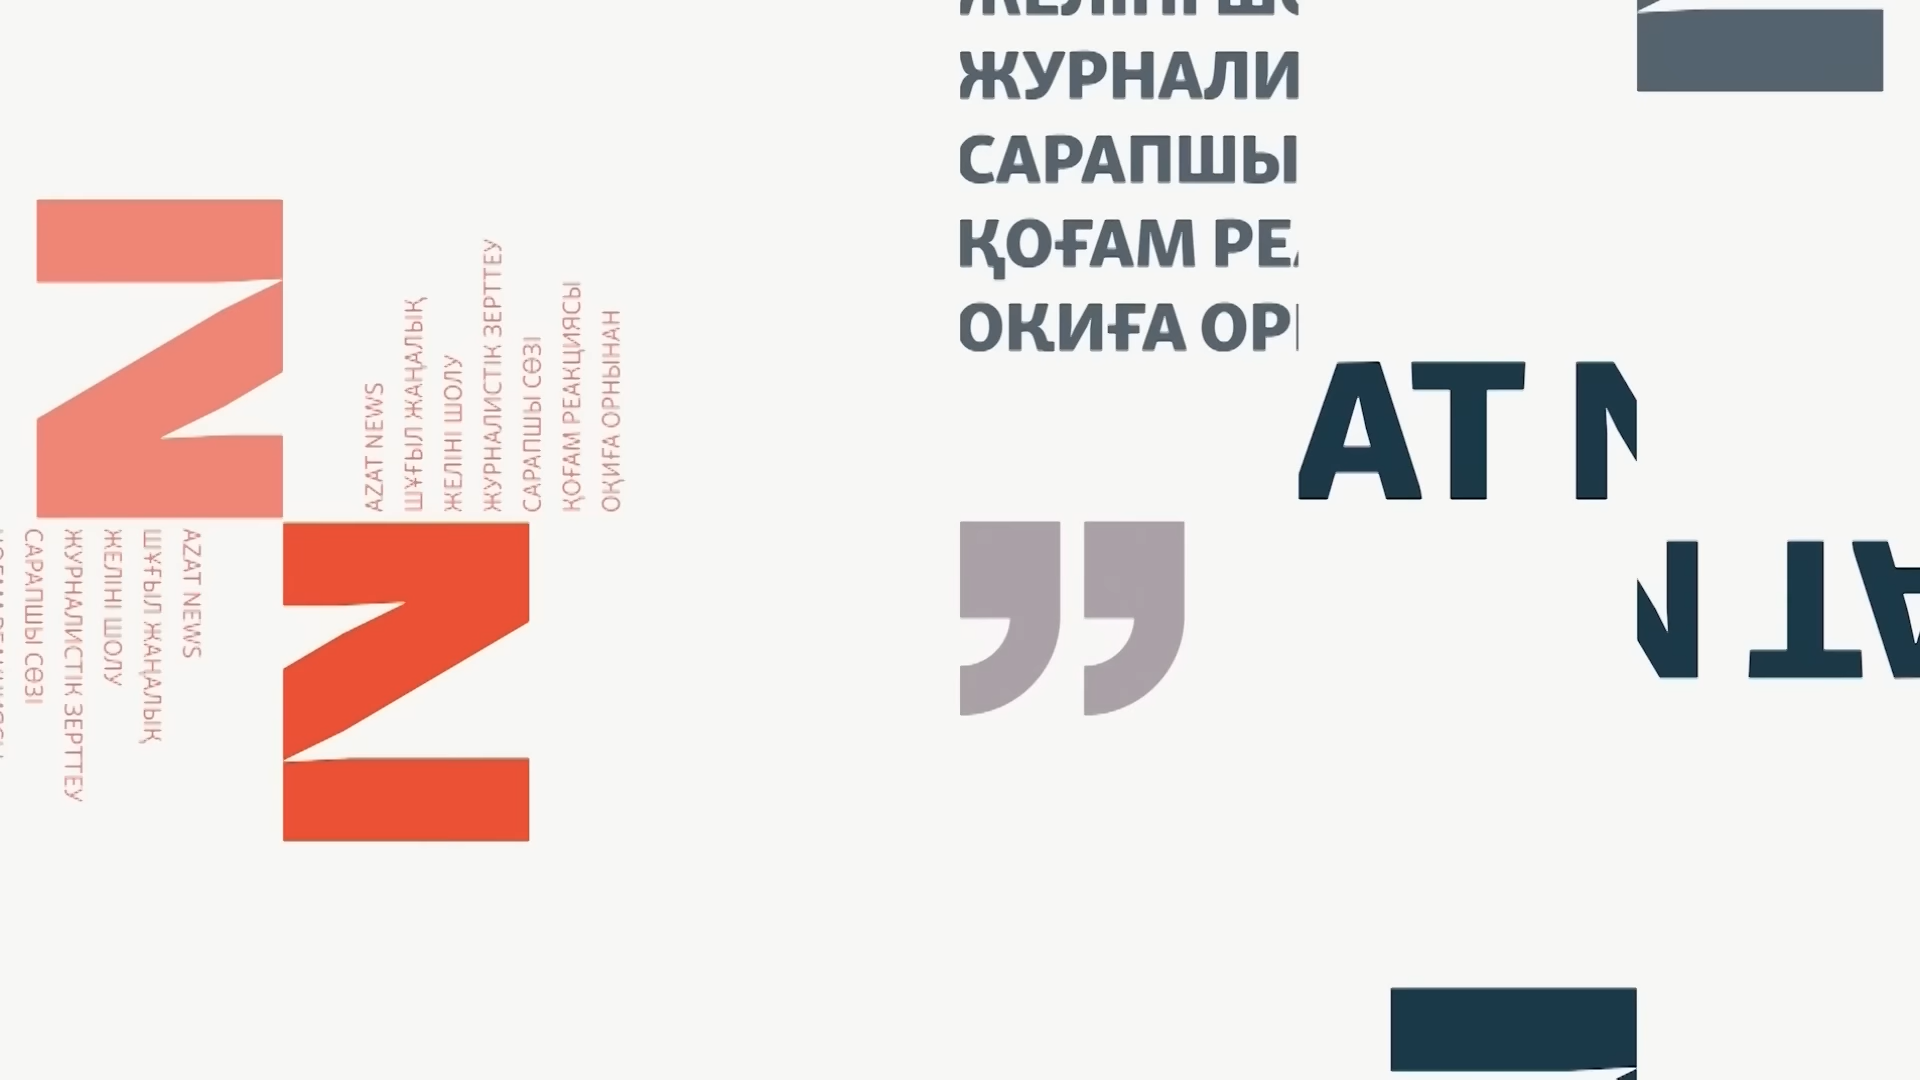 AZAT NEWS
ШҰҒЫЛ ЖАҢАЛЫҚ
ЖЕЛІНІ ШОЛУ
ЖУРНАЛИСТІК ЗЕРТТЕУ
САРАПШЫ СӨЗІ
ҚОҒАМ РЕАКЦИЯСЫ
ОҚИҒА ОРНЫНАН
AZAT NEWS
ШҰҒЫЛ ЖАҢАЛЫҚ
ЖЕЛІНІ ШОЛУ
ЖУРНАЛИСТІК ЗЕРТТЕУ
САРАПШЫ СӨЗІ
ЖУРНАЛИ
САРАПШЫ
ҚОҒАМ РЕ
ОҚИҒА ОР
”
AT N
AT N
N
N